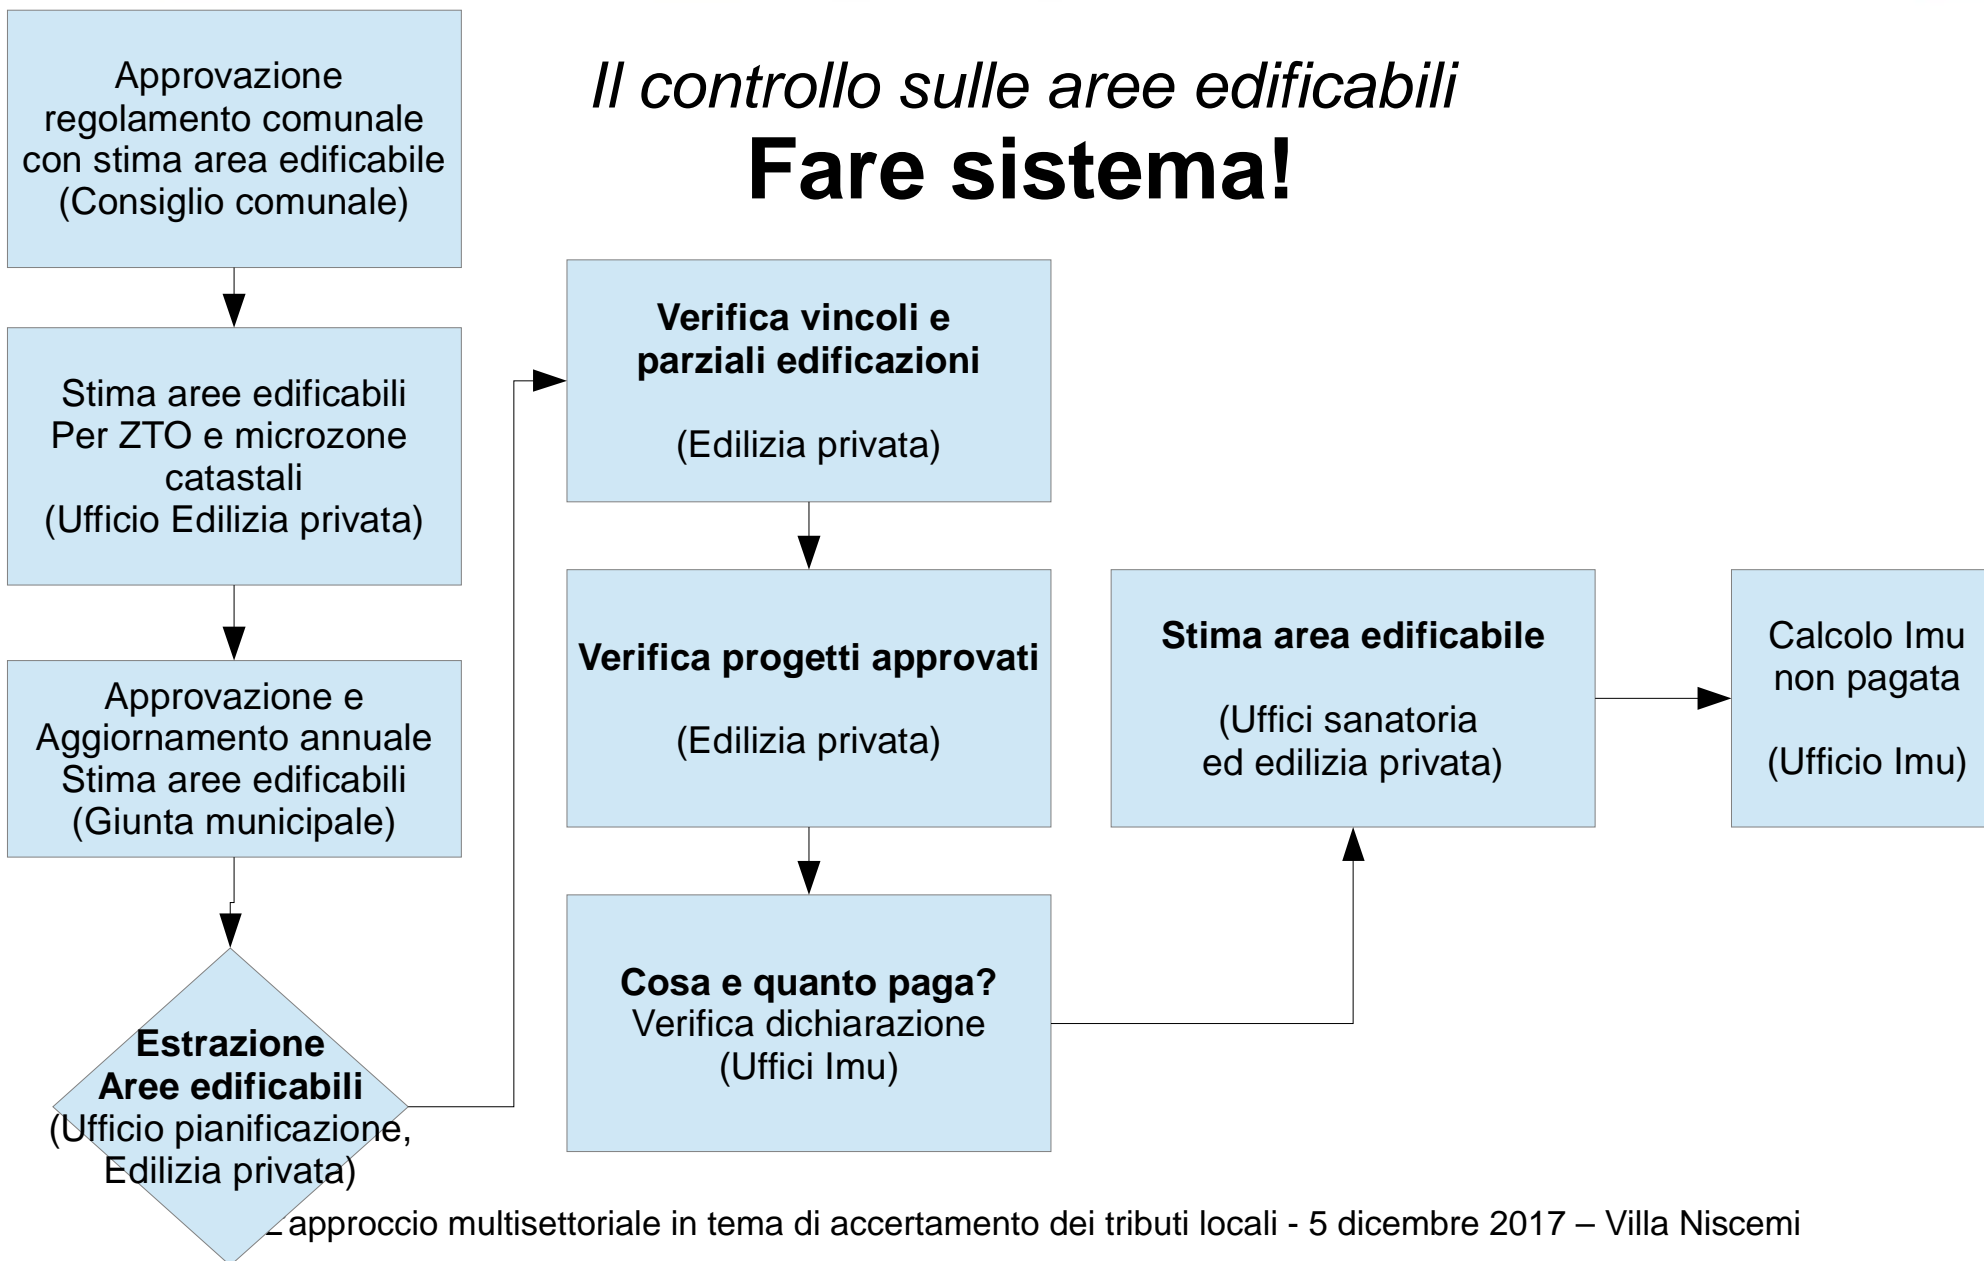 Il controllo sulle aree edificabili
Fare sistema!
Approvazione
regolamento comunale
con stima area edificabile
(Consiglio comunale)
Stima aree edificabili
Per ZTO e microzone
catastali
(Ufficio Edilizia privata)
Approvazione e
Aggiornamento annuale
Stima aree edificabili
(Giunta municipale)
Estrazione
Aree edificabili
(Ufficio pianificazione,
Edilizia privata)
Verifica vincoli e
parziali edificazioni
(Edilizia privata)
Verifica progetti approvati
(Edilizia privata)
Cosa e quanto paga?
Verifica dichiarazione
(Uffici Imu)
Stima area edificabile
(Uffici sanatoria
ed edilizia privata)
Calcolo Imu
non pagata
(Ufficio Imu)
L'approccio multisettoriale in tema di accertamento dei tributi locali - 5 dicembre 2017 – Villa Niscemi